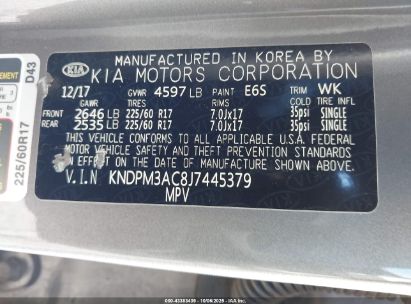 MANUFACTURED IN KOREA BY
KIA KIA MOTORS CORPORATION
12/17 GVWR 4597 LB PAINT E6S TRIM WK
TIRES RIMS COLD TIRE INFL
FRONT 2646 LB 225/60 R17 7.0Jx17 35psi SINGLE
REAR 2535 LB 225/60 R17 7.0Jx17 35psi SINGLE
THIS VEHICLE CONFORMS TO ALL APPLICABLE U.S.A. FEDERAL
MOTOR VEHICLE SAFETY AND THEFT PREVENTION STANDARDS
IN EFFECT ON THE DATE OF MANUFACTURE SHOWN ABOVE.
V.I.N KNDPM3AC8J7445379
MPV
D43
225/60R17